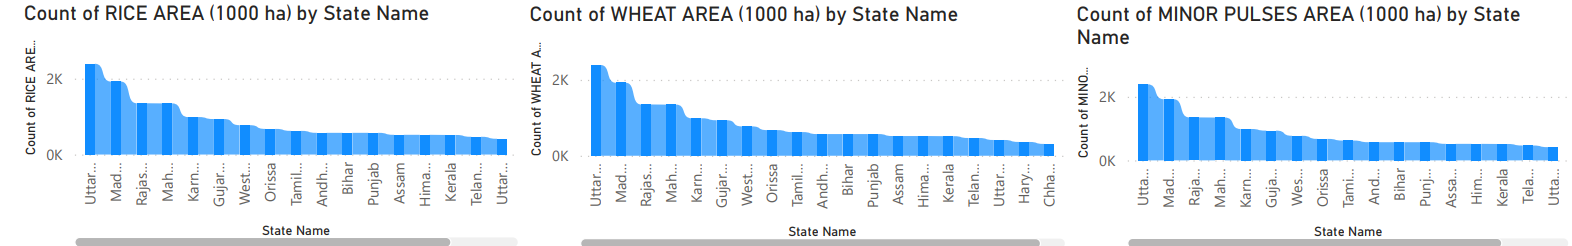 Count of RICE AREA (1000 ha) by State Name
Count of RICE ARE...
2K
0K
Uttar...
Mad...
Rajas...
Mah...
Karn...
Gujar...
West...
Orissa
Tamil...
Andh...
Bihar
Punjab
Assam
Hima...
Kerala
Telan...
Uttar...
State Name
Count of WHEAT AREA (1000 ha) by State Name
Count of WHEAT A...
2K
0K
Uttar...
Mad...
Rajas...
Mah...
Karn...
Gujar...
West...
Orissa
Tamil...
Andh...
Bihar
Punjab
Assam
Hima...
Kerala
Telan...
Uttar...
Hary...
Chha...
State Name
Count of MINOR PULSES AREA (1000 ha) by State
Name
Count of MINO...
2K
0K
Utta...
Mad...
Raja...
Mah...
Karn...
Guja...
Wes...
Orissa
Tami...
And...
Bihar
Punj...
Assa...
Him...
Kerala
Tela...
Utta...
State Name